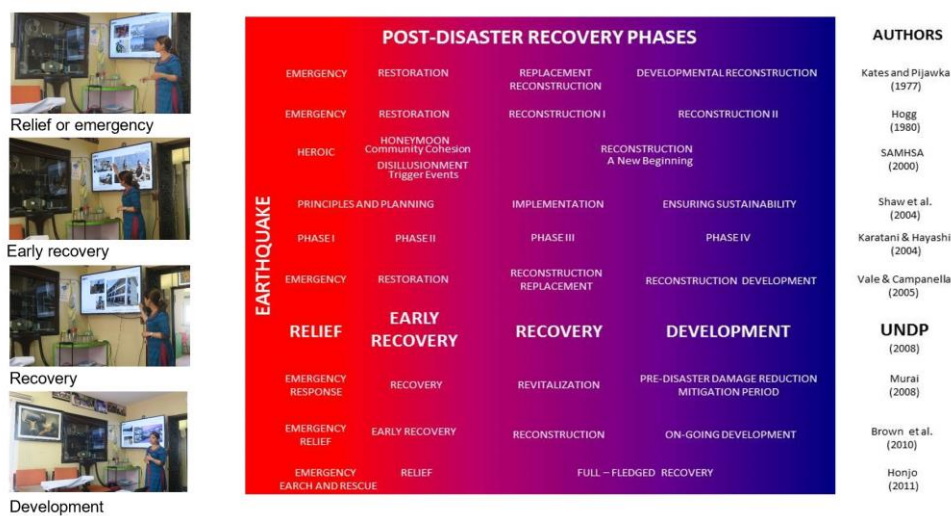 Relief or emergency
Early recovery
Recovery
Development
EARTHQUAKE
POST-DISASTER RECOVERY PHASES
AUTHORS
EMERGENCY RESTORATION REPLACEMENT RECONSTRUCTION DEVELOPMENTAL RECONSTRUCTION Kates and Pijawka (1977)
EMERGENCY RESTORATION RECONSTRUCTION I RECONSTRUCTION II Hogg (1980)
HEROIC HONEYMOON Community Cohesion DISILLUSIONMENT Trigger Events RECONSTRUCTION A New Beginning SAMHSA (2000)
PRINCIPLES AND PLANNING IMPLEMENTATION ENSURING SUSTAINABILITY Shaw et al. (2004)
PHASE I PHASE II PHASE III PHASE IV Karatani & Hayashi (2004)
EMERGENCY RESTORATION RECONSTRUCTION REPLACEMENT RECONSTRUCTION DEVELOPMENT Vale & Campanella (2005)
RELIEF EARLY RECOVERY RECOVERY DEVELOPMENT UNDP (2008)
EMERGENCY RESPONSE RECOVERY REVITALIZATION PRE-DISASTER DAMAGE REDUCTION MITIGATION PERIOD Murai (2008)
EMERGENCY RELIEF EARLY RECOVERY RECONSTRUCTION ON-GOING DEVELOPMENT Brown et al. (2010)
EMERGENCY EARCH AND RESCUE RELIEF FULL – FLEDGED RECOVERY Honjo (2011)